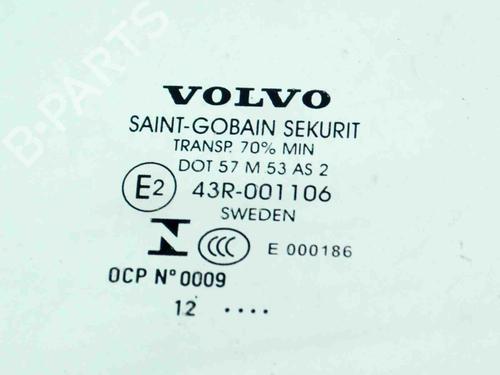 VOLVO
SAINT-GOBAIN SEKURIT
TRANSP. 70% MIN
DOT 57 M 53 AS 2
E2 43R-001106
SWEDEN
N CCC E 000186
OCP N° 0009
12 ....
B-PARTS